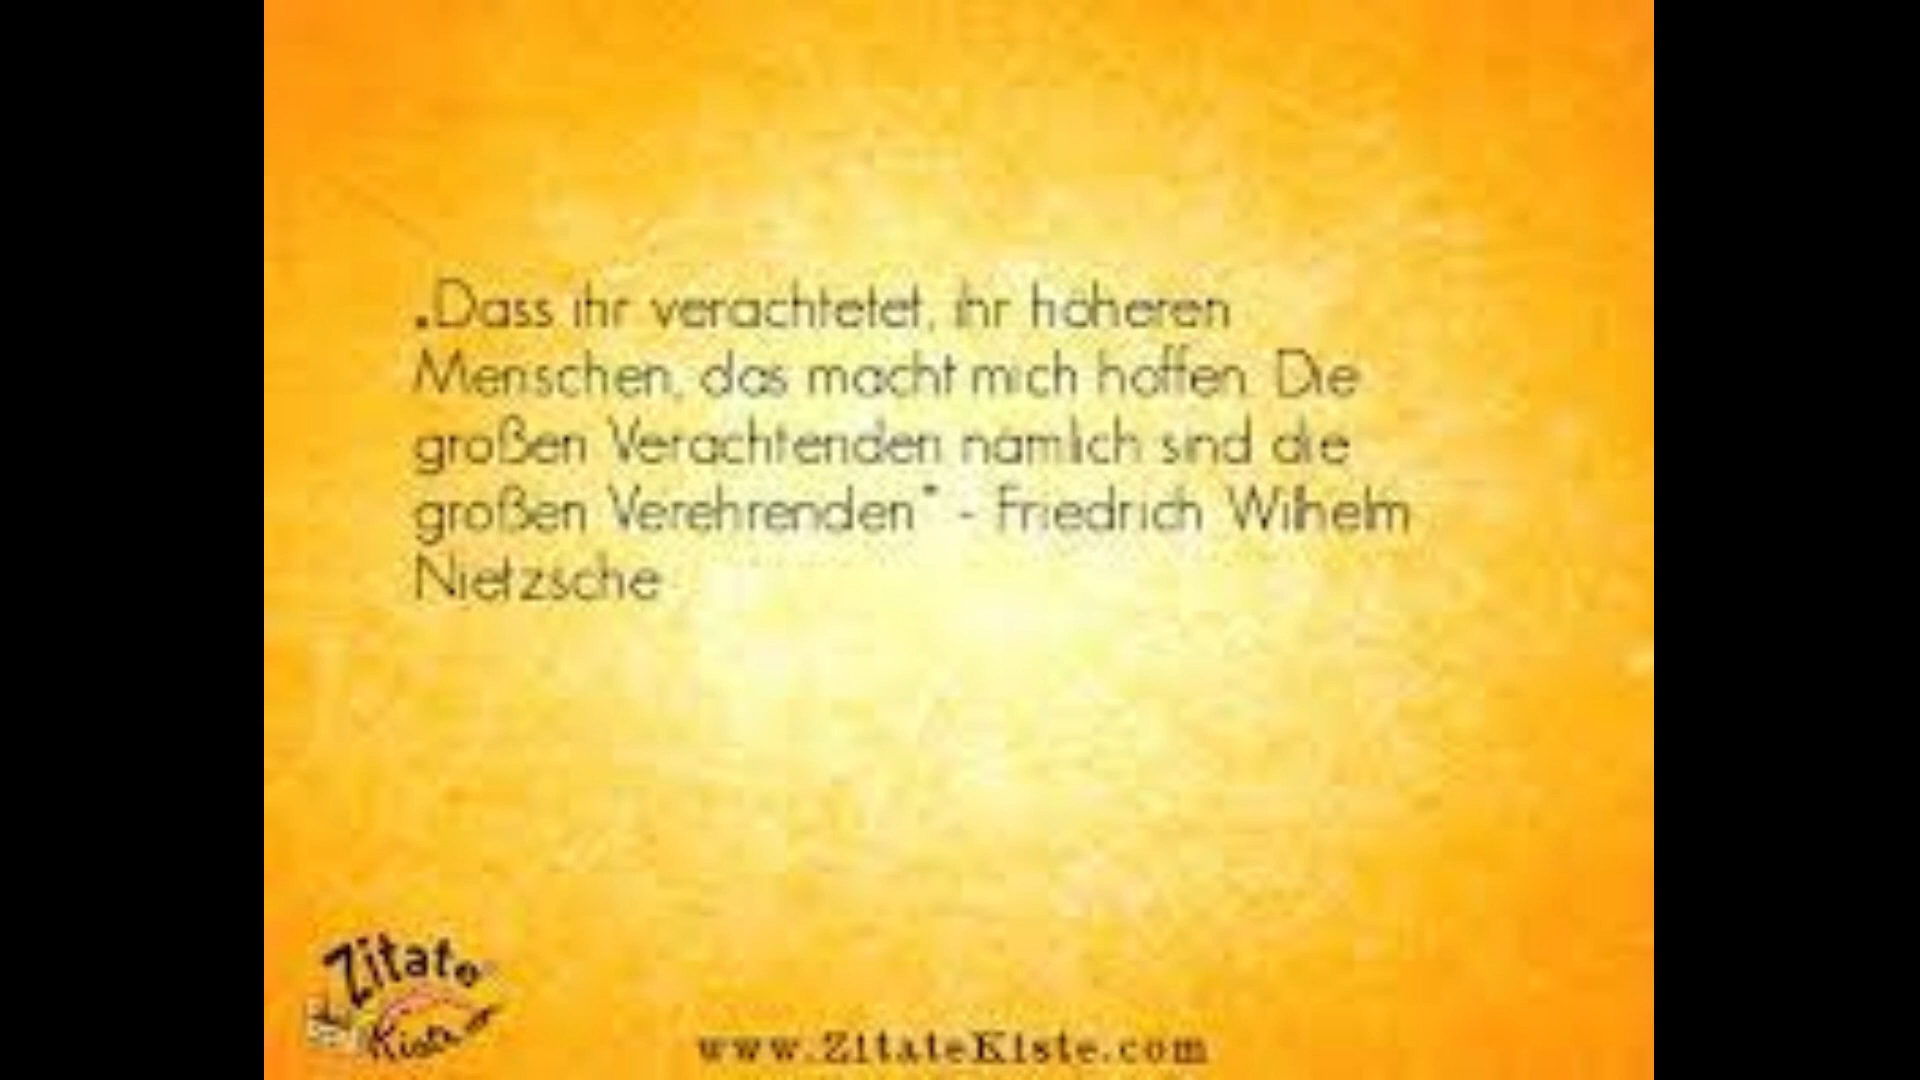 „Dass ihr verachtetet, ihr höheren
Menschen, das macht mich hoffen. Die
großen Verachtenden nämlich sind die
großen Verehrenden“ - Friedrich Wilhelm
Nietzsche
Zitate
Kiste
www.ZitateKiste.com